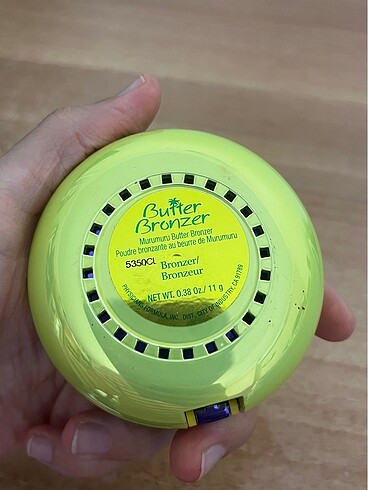 Butter
Bronzer
Murumuru Butter Bronzer
Poudre bronzante au beurre de Murumuru
5350CL
Bronzer/
Bronzeur
NET WT. 0.38 Oz./ 11 g
PHYSICIANS FORMULA, INC. DIST., CITY OF INDUSTRY, CA 91789